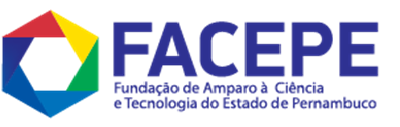 FACEPE
Fundação de Amparo à Ciência
e Tecnologia do Estado de Pernambuco